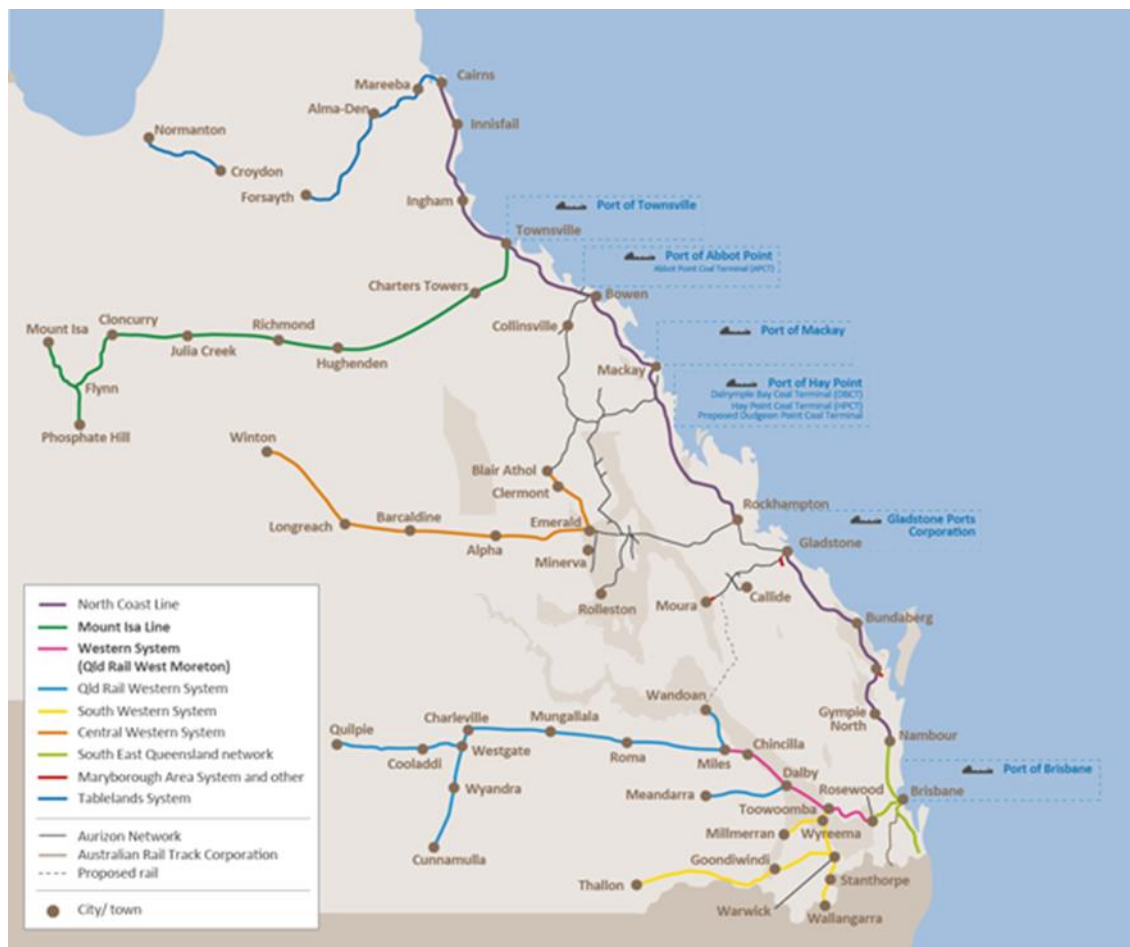 Cairns
Mareeba
Alma-Den
Innisfail
Normanton
Croydon
Forsayth
Ingham
Port of Townsville
Townsville
Port of Abbot Point
Abbot Point Coal Terminal (APCT)
Charters Towers
Bowen
Cloncurry
Mount Isa
Richmond
Collinsville
Port of Mackay
Julia Creek
Hughenden
Mackay
Flynn
Port of Hay Point
Dalrymple Bay Coal Terminal (DBCT)
Hay Point Coal Terminal (HPCT)
Proposed Dudgeon Point Coal Terminal
Phosphate Hill
Winton
Blair Athol
Clermont
Rockhampton
Longreach
Barcaldine
Emerald
Gladstone Ports
Corporation
Alpha
Gladstone
Minerva
Rolleston
Moura
Callide
Bundaberg
North Coast Line
Mount Isa Line
Western System
(Qld Rail West Moreton)
Qld Rail Western System
South Western System
Central Western System
South East Queensland network
Maryborough Area System and other
Tablelands System
Aurizon Network
Australian Rail Track Corporation
Proposed rail
City/ town
Wandoan
Gympie
North
Quilpie
Charleville
Mungallala
Nambour
Cooladdi
Westgate
Roma
Miles
Chincilla
Port of Brisbane
Dalby
Wyandra
Meandarra
Rosewood
Brisbane
Toowoomba
Millmerran
Wyreema
Cunnamulla
Goondiwindi
Thallon
Stanthorpe
Warwick
Wallangarra